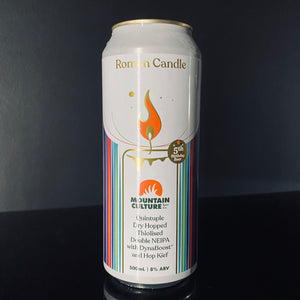 Roman Candle
5th
Birthday
Beer
MOUNTAIN
CULTURE
Quintuple
Dry Hopped
Thiolised
Double NEIPA
with DynaBoost™
and Hop Kief
500 mL | 8% ABV